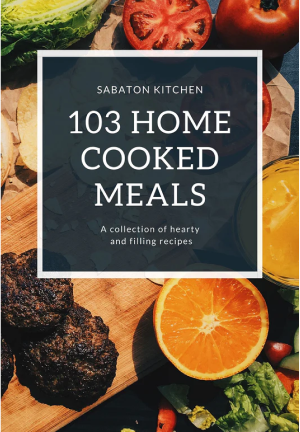 SABATON KITCHEN
103 HOME
COOKED
MEALS
A collection of hearty
and filling recipes